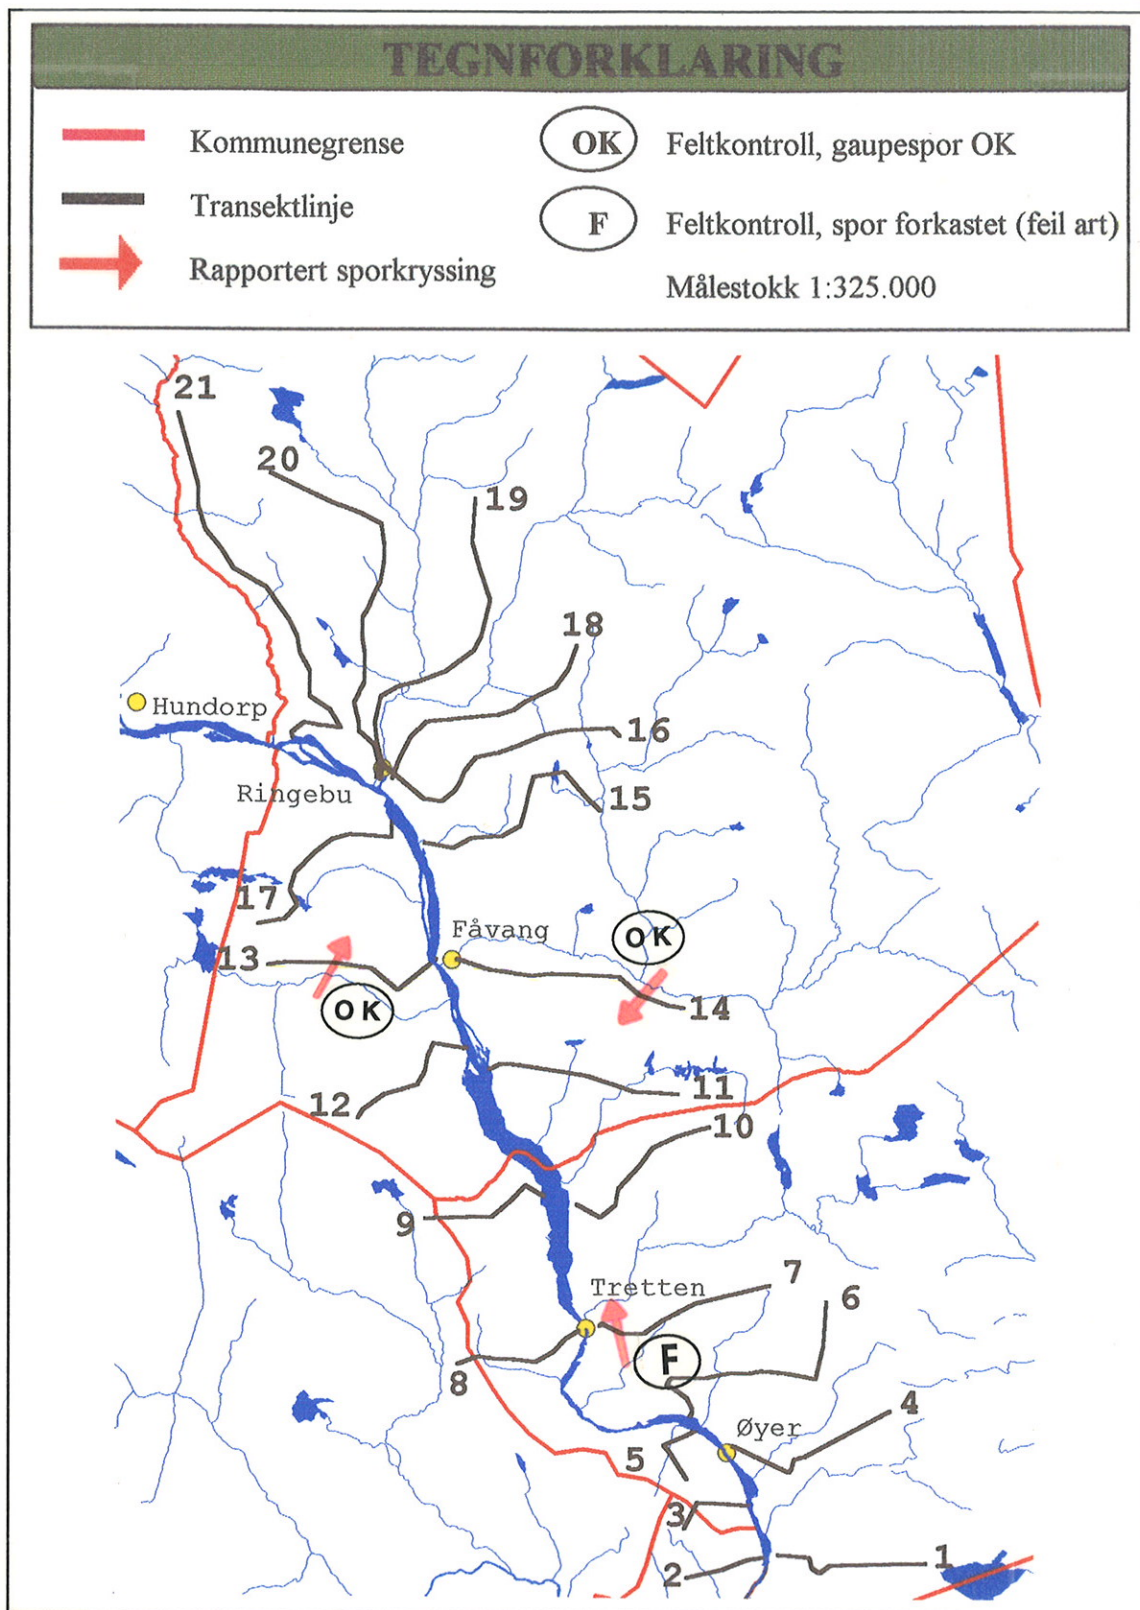 TEGNFORKLARING
Kommunegrense
OK Feltkontroll, gaupespor OK
Transektlinje
F Feltkontroll, spor forkastet (feil art)
Rapportert sporkryssing
Målestokk 1:325.000
21
20
19
18
Hundorp
16
Ringebu
15
17
Fåvang
OK
13
OK
14
12
11
10
9
Tretten
7
6
F
8
4
Øyer
5
3
1
2